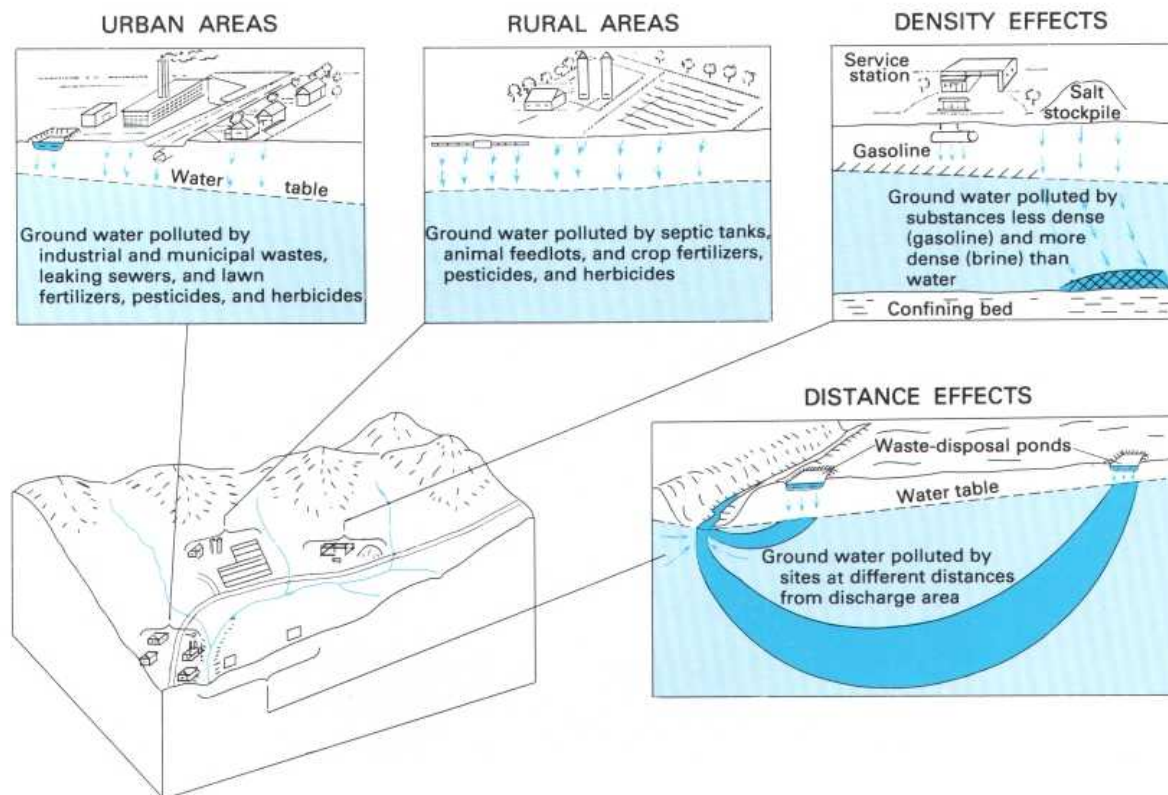 URBAN AREAS
Water table
Ground water polluted by
industrial and municipal wastes,
leaking sewers, and lawn
fertilizers, pesticides, and herbicides
RURAL AREAS
Ground water polluted by septic tanks,
animal feedlots, and crop fertilizers,
pesticides, and herbicides
DENSITY EFFECTS
Service
station
Salt
stockpile
Gasoline
Ground water polluted by
substances less dense
(gasoline) and more
dense (brine) than
water
Confining bed
DISTANCE EFFECTS
Waste-disposal ponds
Water table
Ground water polluted by
sites at different distances
from discharge area